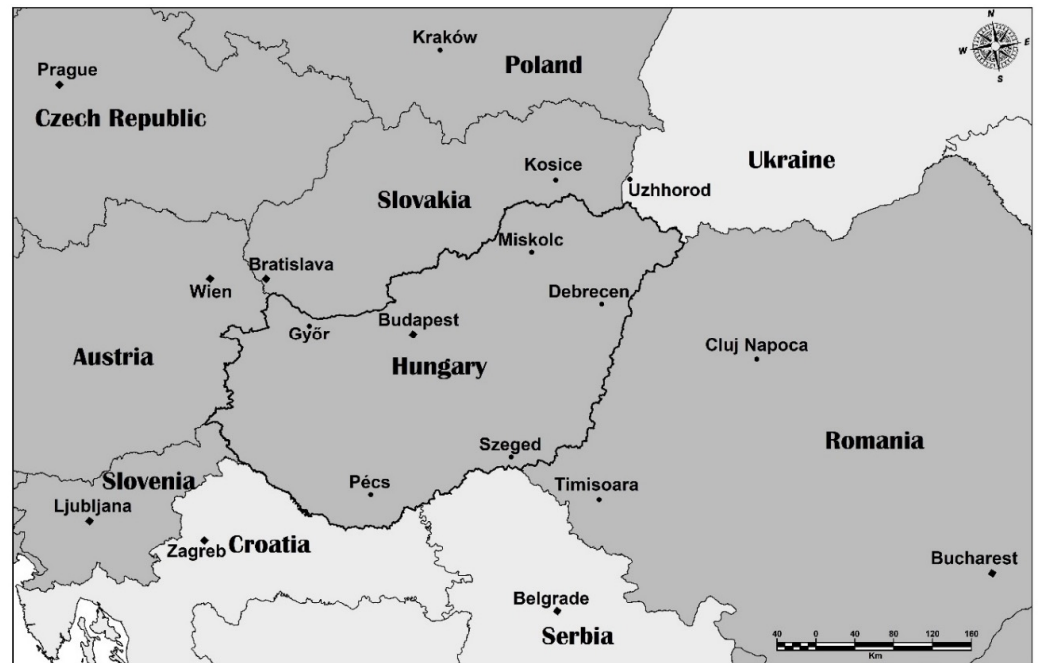 N
W
E
S
Kraków
Poland
Prague
Czech Republic
Ukraine
Kosice
Uzhhorod
Slovakia
Miskolc
Bratislava
Wien
Debrecen
Budapest
Győr
Cluj Napoca
Austria
Hungary
Romania
Szeged
Slovenia
Pécs
Timisoara
Ljubljana
Zagreb
Croatia
Bucharest
Belgrade
Serbia
40 0 40 80 120 160
Km